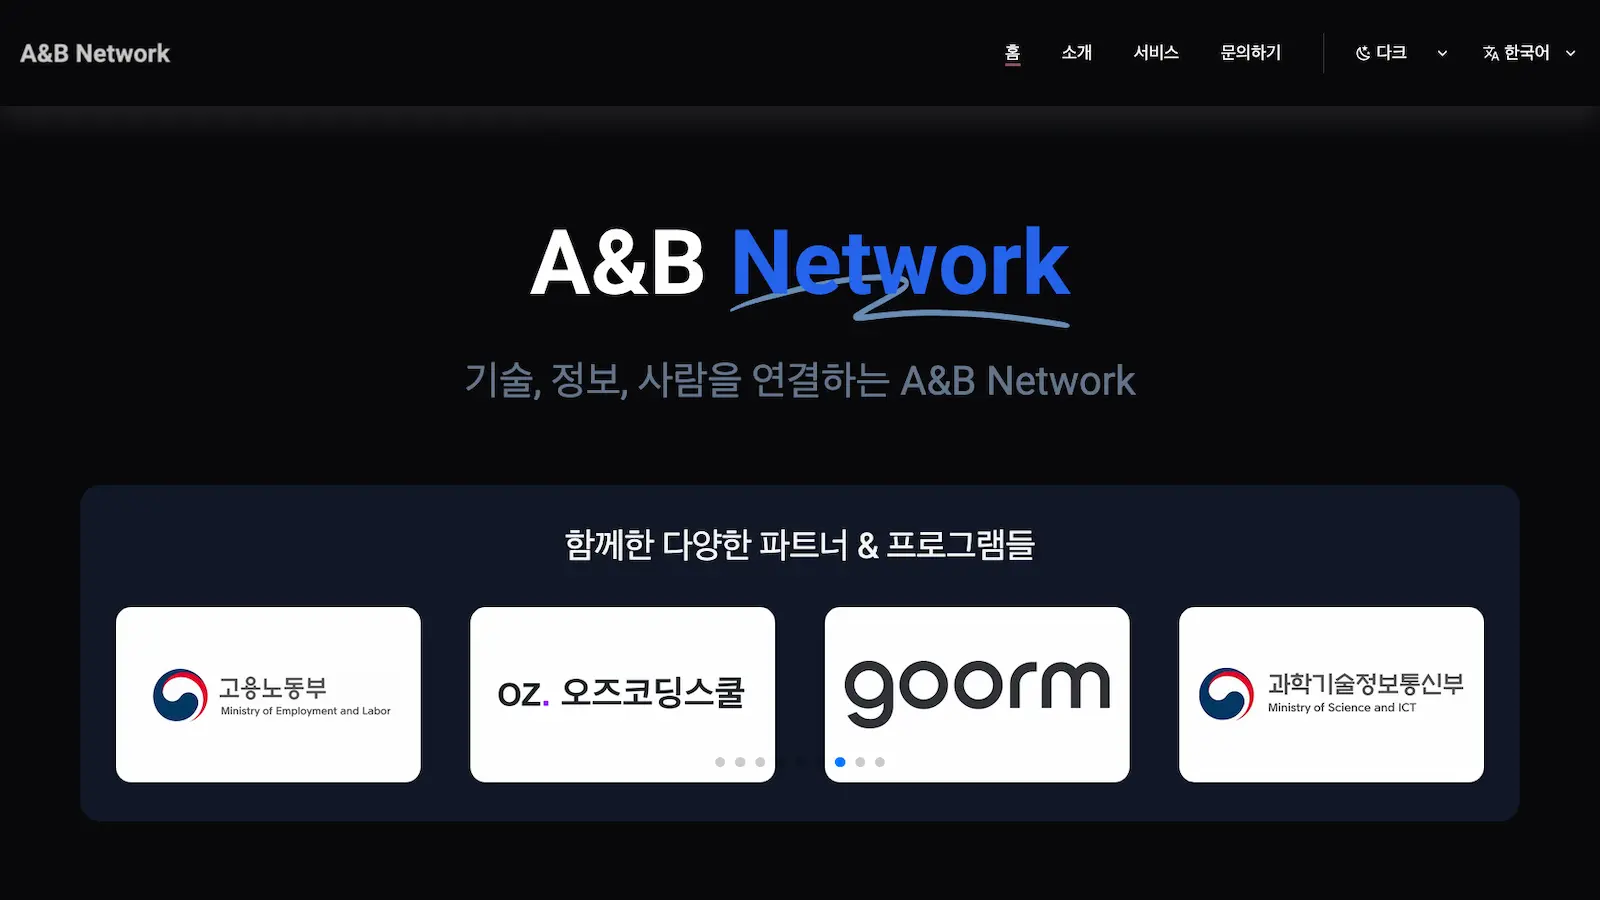 A&B Network
홈 소개 서비스 문의하기 다크 한국어
A&B Network
기술, 정보, 사람을 연결하는 A&B Network
함께한 다양한 파트너 & 프로그램들
고용노동부
Ministry of Employment and Labor
OZ. 오즈코딩스쿨
goorm
과학기술정보통신부
Ministry of Science and ICT